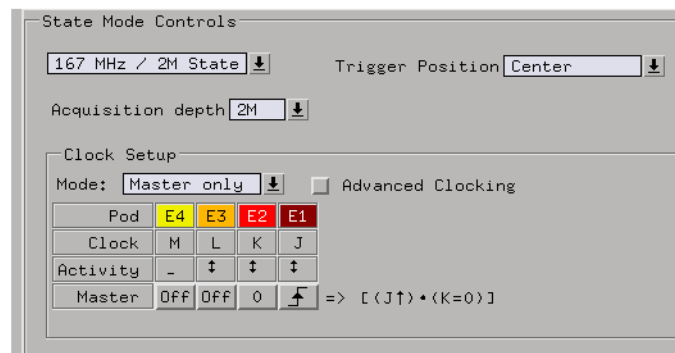 State Mode Controls
167 MHz / 2M State Trigger Position Center
Acquisition depth 2M
Clock Setup
Mode: Master only Advanced Clocking
Pod E4 E3 E2 E1
Clock M L K J
Activity - ↕ ↕ ↕
Master Off Off 0 => [(J↑)•(K=0)]